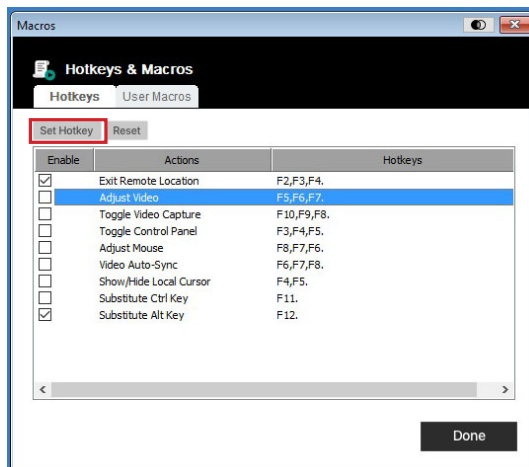 Macros
Hotkeys & Macros
Hotkeys User Macros
Set Hotkey Reset
Enable Actions Hotkeys
Exit Remote Location F2,F3,F4.
Adjust Video F5,F6,F7.
Toggle Video Capture F10,F9,F8.
Toggle Control Panel F3,F4,F5.
Adjust Mouse F8,F7,F6.
Video Auto-Sync F6,F7,F8.
Show/Hide Local Cursor F4,F5.
Substitute Ctrl Key F11.
Substitute Alt Key F12.
Done